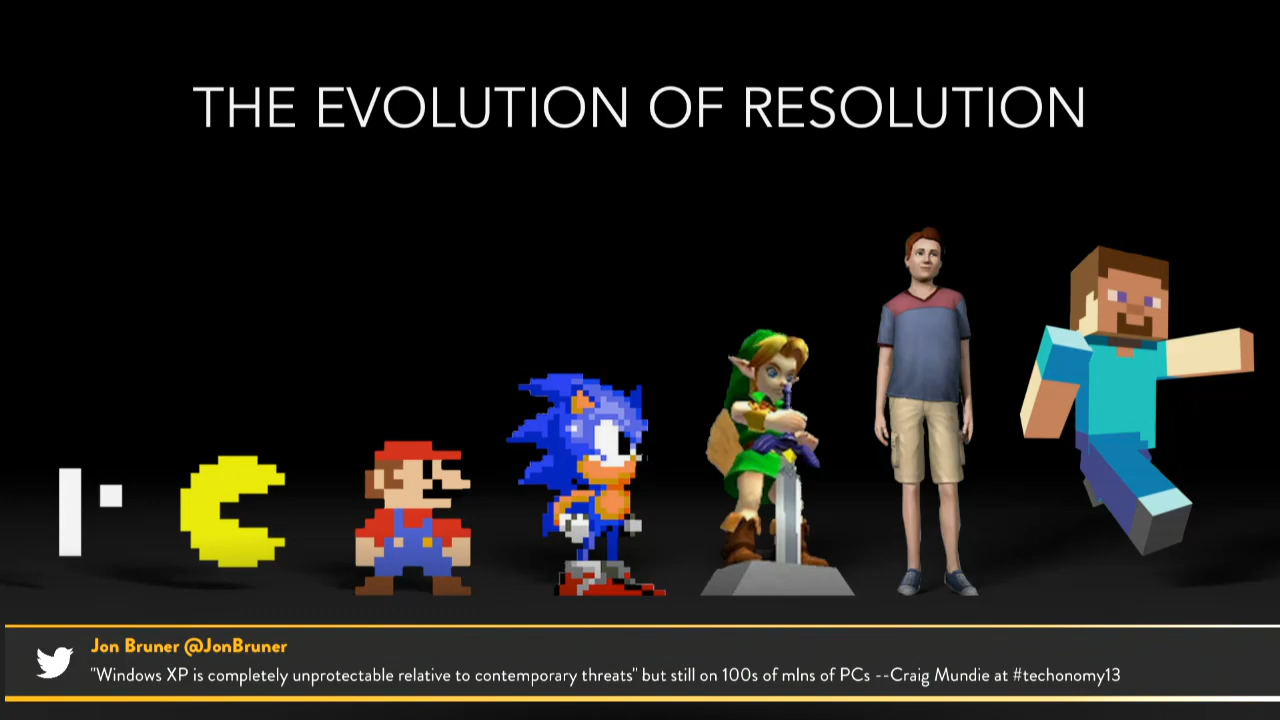 THE EVOLUTION OF RESOLUTION
Jon Bruner @JonBruner
"Windows XP is completely unprotectable relative to contemporary threats" but still on 100s of mlns of PCs --Craig Mundie at #techonomy13